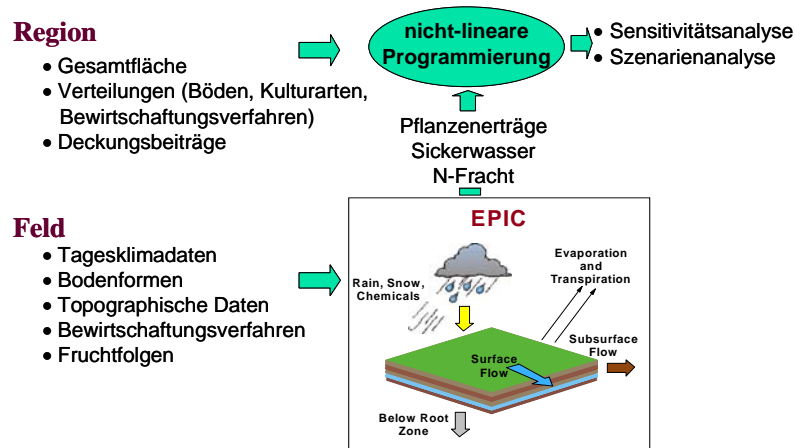 Region
• Gesamtfläche
• Verteilungen (Böden, Kulturarten,
Bewirtschaftungsverfahren)
• Deckungsbeiträge
nicht-lineare
Programmierung
• Sensitivitätsanalyse
• Szenarienanalyse
Pflanzenerträge
Sickerwasser
N-Fracht
Feld
• Tagesklimadaten
• Bodenformen
• Topographische Daten
• Bewirtschaftungsverfahren
• Fruchtfolgen
EPIC
Rain, Snow,
Chemicals
Evaporation
and
Transpiration
Surface
Flow
Subsurface
Flow
Below Root
Zone